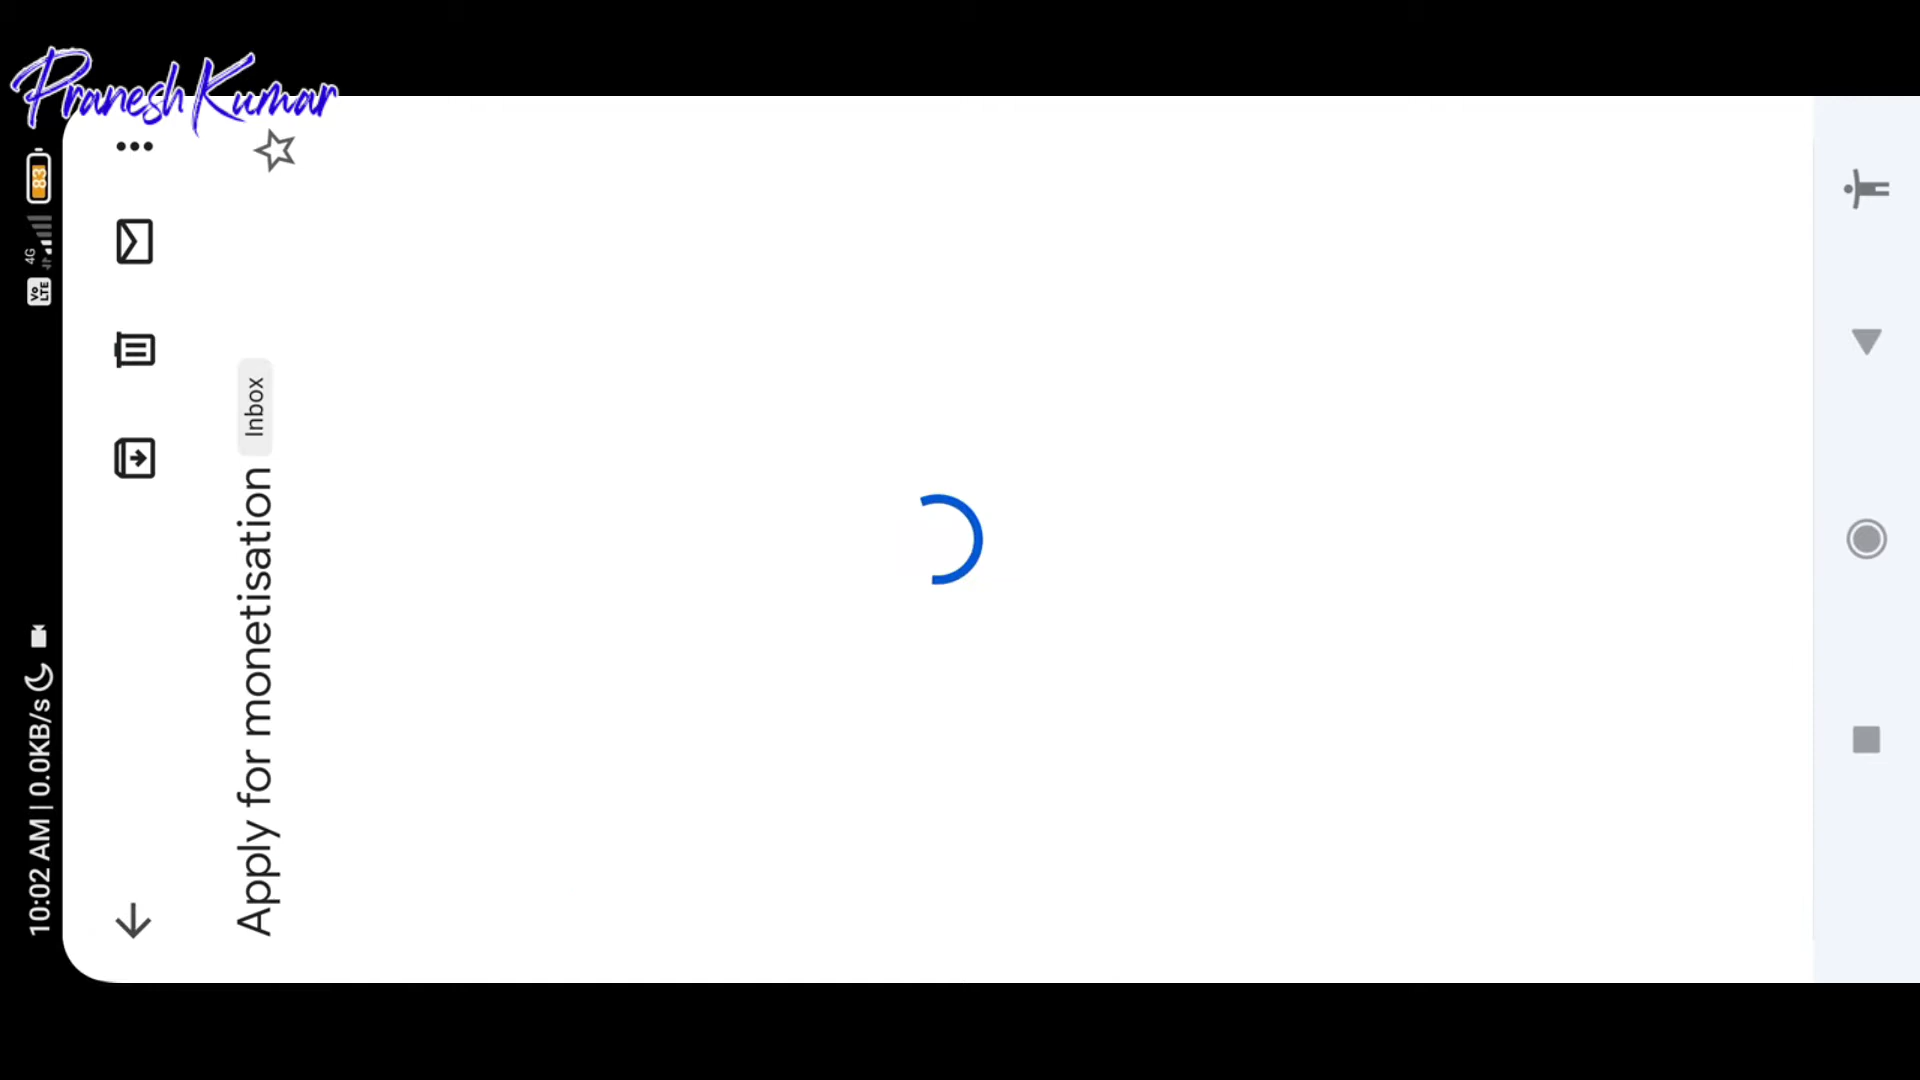 Pranesh Kumar
10:02 AM | 0.0KB/s
Vo
LTE
4G
83
Apply for monetisation Inbox